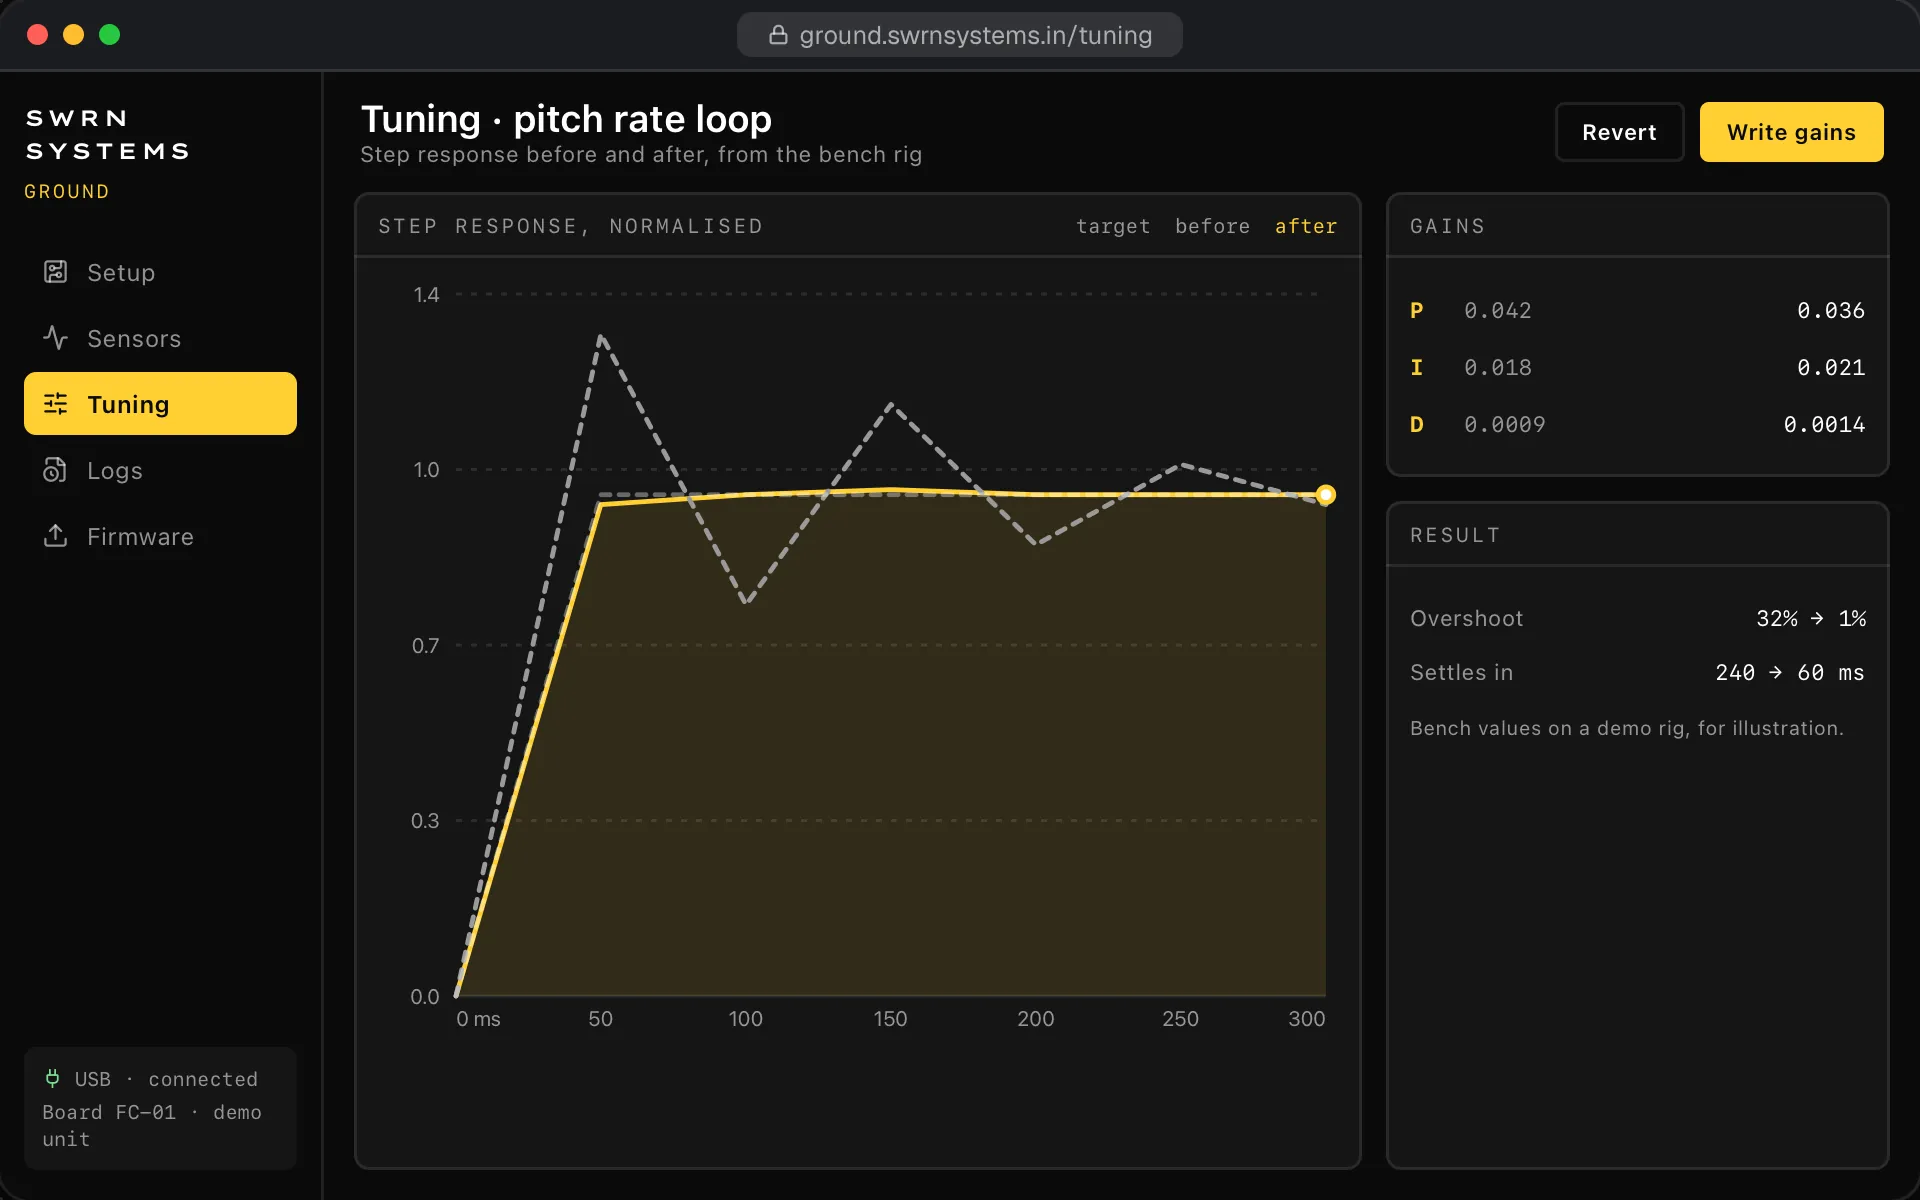 ground.swrnsystems.in/tuning
SWRN
SYSTEMS
GROUND
Setup
Sensors
Tuning
Logs
Firmware
USB · connected
Board FC–01 · demo
unit
Tuning · pitch rate loop
Step response before and after, from the bench rig
Revert
Write gains
STEP RESPONSE, NORMALISED
target before after
1.4
1.0
0.7
0.3
0.0
0 ms 50 100 150 200 250 300
GAINS
P 0.042 0.036
I 0.018 0.021
D 0.0009 0.0014
RESULT
Overshoot 32% → 1%
Settles in 240 → 60 ms
Bench values on a demo rig, for illustration.